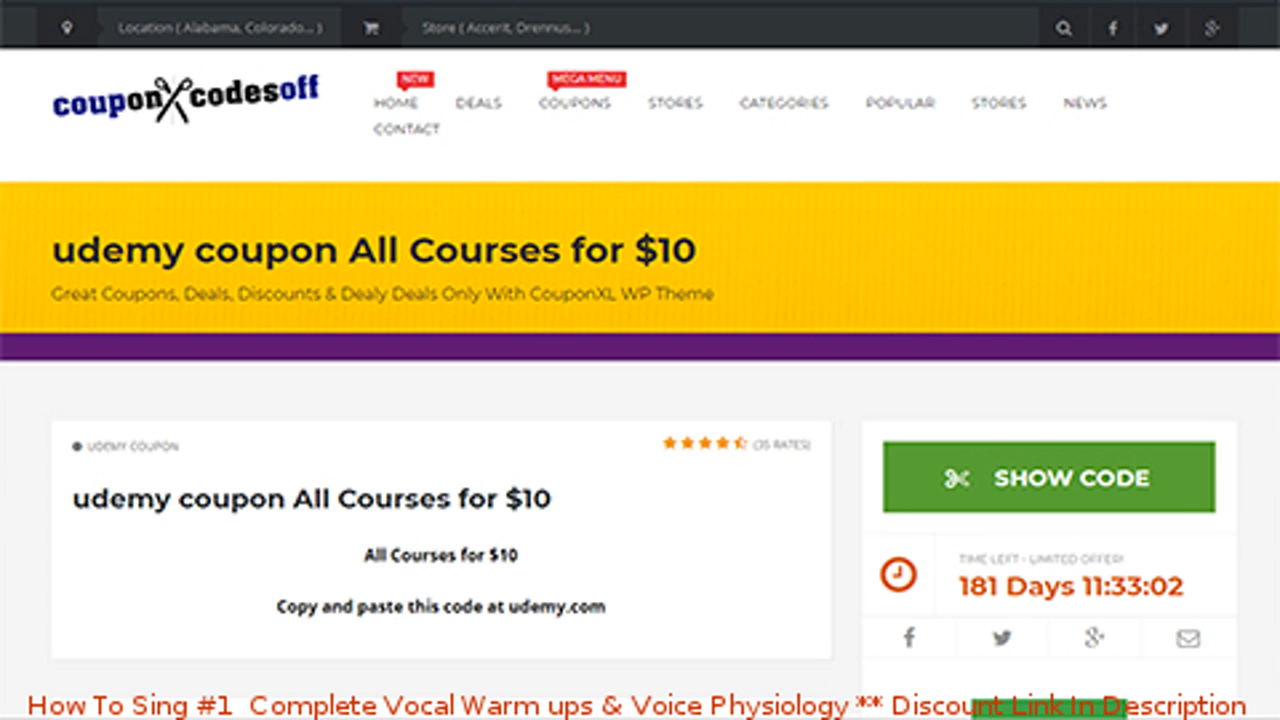 Location ( Alabama, Colorado... )
Store ( Accent, Drennus... )
coupon codesoff
NEW
MEGA MENU
HOME DEALS COUPONS STORES CATEGORIES POPULAR STORES NEWS
CONTACT
udemy coupon All Courses for $10
Great Coupons, Deals, Discounts & Dealy Deals Only With CouponXL WP Theme
UDEMY COUPON
(35 RATES)
udemy coupon All Courses for $10
All Courses for $10
Copy and paste this code at udemy.com
SHOW CODE
TIME LEFT - LIMITED OFFER!
181 Days 11:33:02
How To Sing #1 Complete Vocal Warm ups & Voice Physiology ** Discount Link In Description